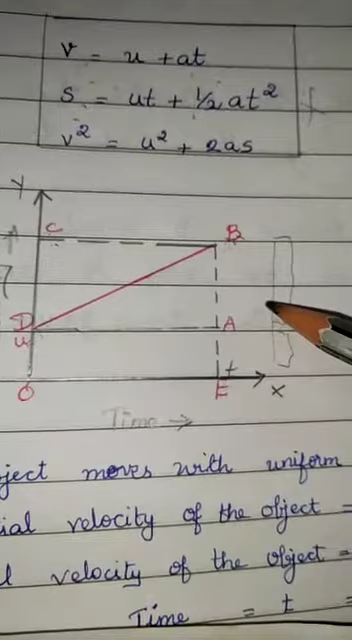 v = u + at
s = ut + ½ at²
v² = u² + 2as
y
C B
D A
u
t
O E x
Time →
ject moves with uniform
ial velocity of the object =
l velocity of the object =
Time = t =